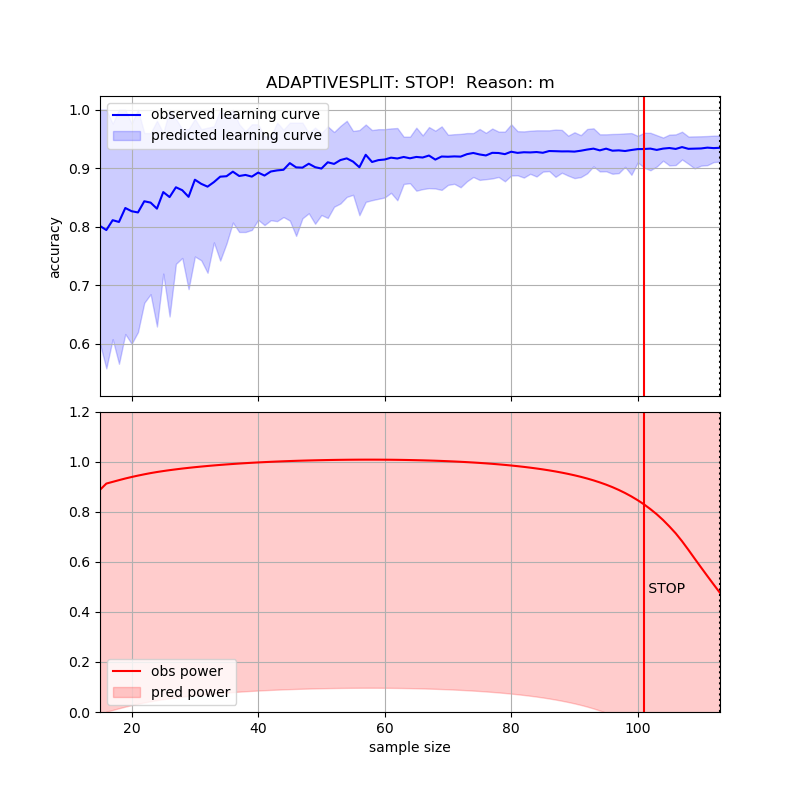 ADAPTIVESPLIT: STOP!  Reason: m
1.0
0.9
0.8
0.7
0.6
accuracy
observed learning curve
predicted learning curve
1.2
1.0
0.8
0.6
0.4
0.2
0.0
STOP
obs power
pred power
20 40 60 80 100
sample size